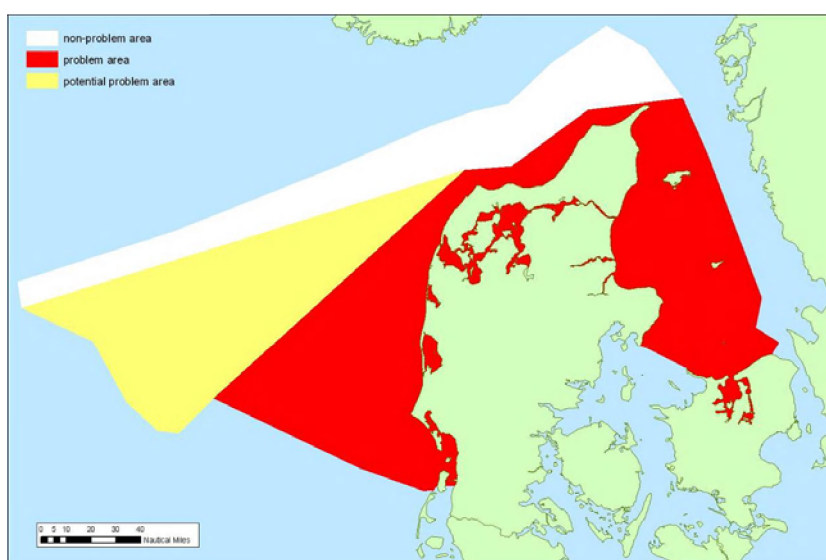 non-problem area
problem area
potential problem area
0 5 10 20 30 40
Nautical Miles